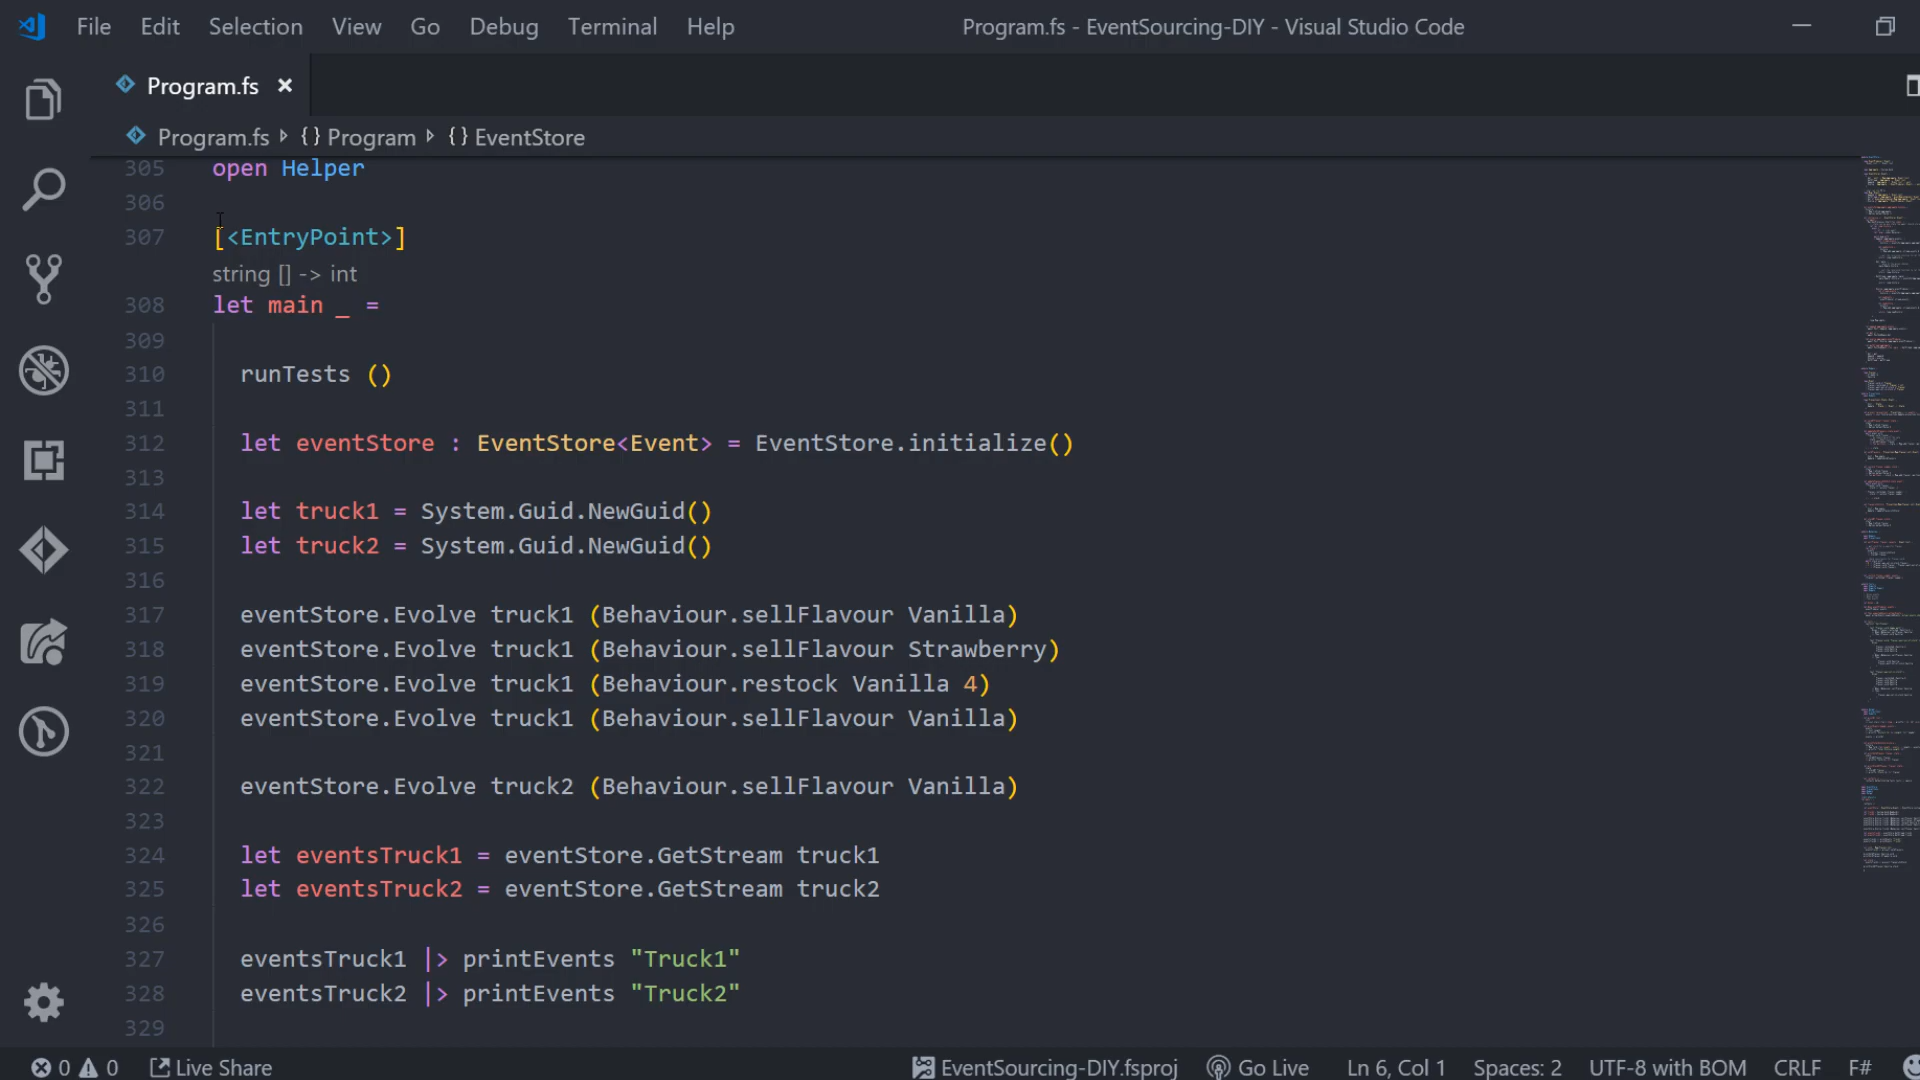 File Edit Selection View Go Debug Terminal Help Program.fs - EventSourcing-DIY - Visual Studio Code
Program.fs
Program.fs {} Program {} EventStore
305 open Helper
306
307 [<EntryPoint>]
string [] -> int
308 let main _ =
309
310 runTests ()
311
312 let eventStore : EventStore<Event> = EventStore.initialize()
313
314 let truck1 = System.Guid.NewGuid()
315 let truck2 = System.Guid.NewGuid()
316
317 eventStore.Evolve truck1 (Behaviour.sellFlavour Vanilla)
318 eventStore.Evolve truck1 (Behaviour.sellFlavour Strawberry)
319 eventStore.Evolve truck1 (Behaviour.restock Vanilla 4)
320 eventStore.Evolve truck1 (Behaviour.sellFlavour Vanilla)
321
322 eventStore.Evolve truck2 (Behaviour.sellFlavour Vanilla)
323
324 let eventsTruck1 = eventStore.GetStream truck1
325 let eventsTruck2 = eventStore.GetStream truck2
326
327 eventsTruck1 |> printEvents "Truck1"
328 eventsTruck2 |> printEvents "Truck2"
329
0 0 Live Share EventSourcing-DIY.fsproj Go Live Ln 6, Col 1 Spaces: 2 UTF-8 with BOM CRLF F#